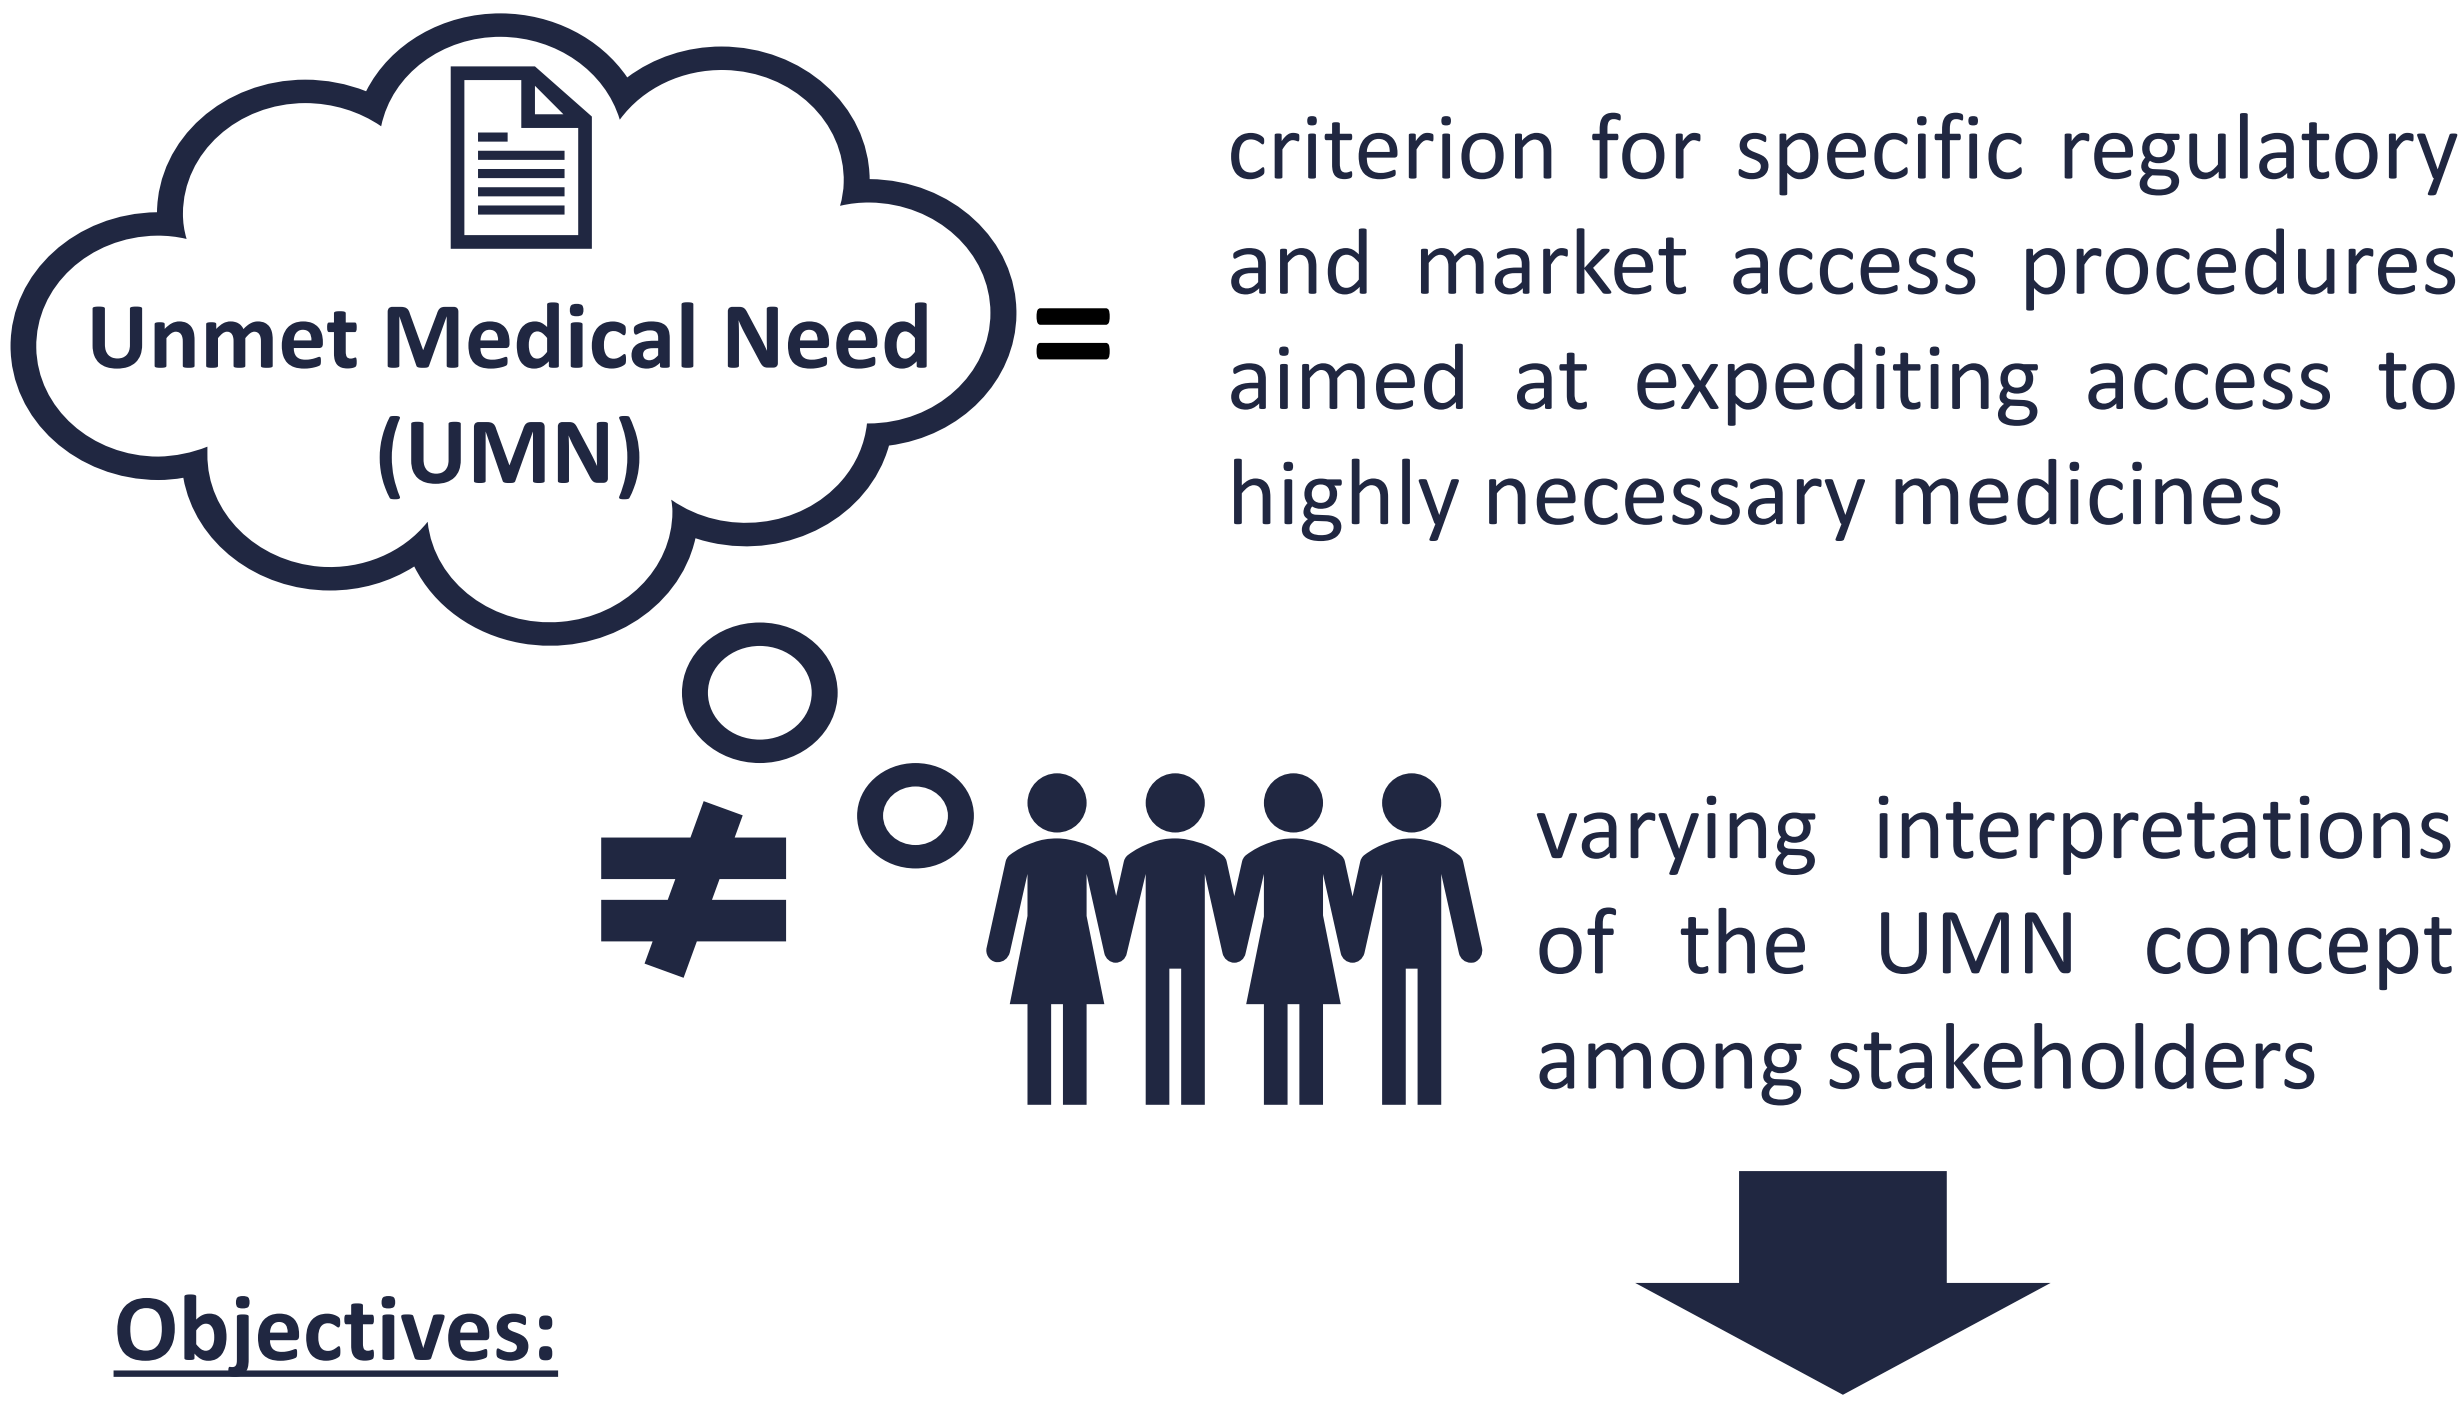 Unmet Medical Need
(UMN)
=
criterion for specific regulatory
and market access procedures
aimed at expediting access to
highly necessary medicines
≠
varying interpretations
of the UMN concept
among stakeholders
Objectives: